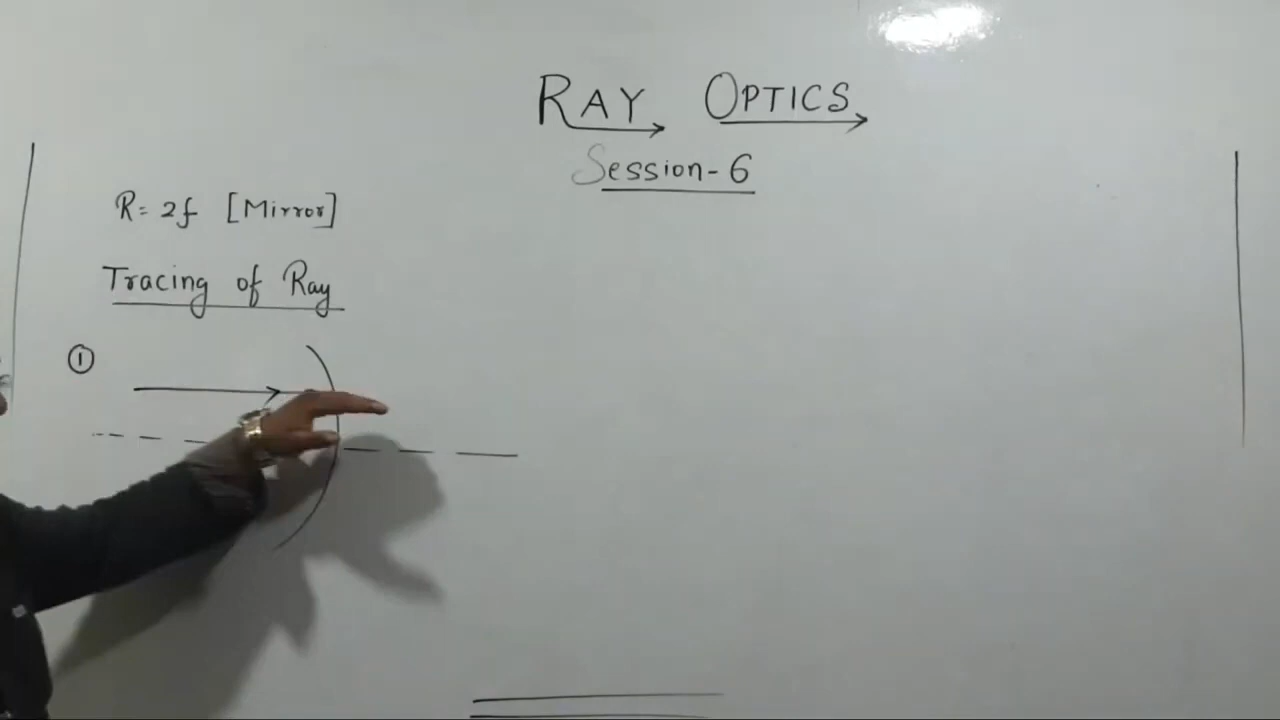 RAY OPTICS
Session-6
R=2f [Mirror]
Tracing of Ray
①